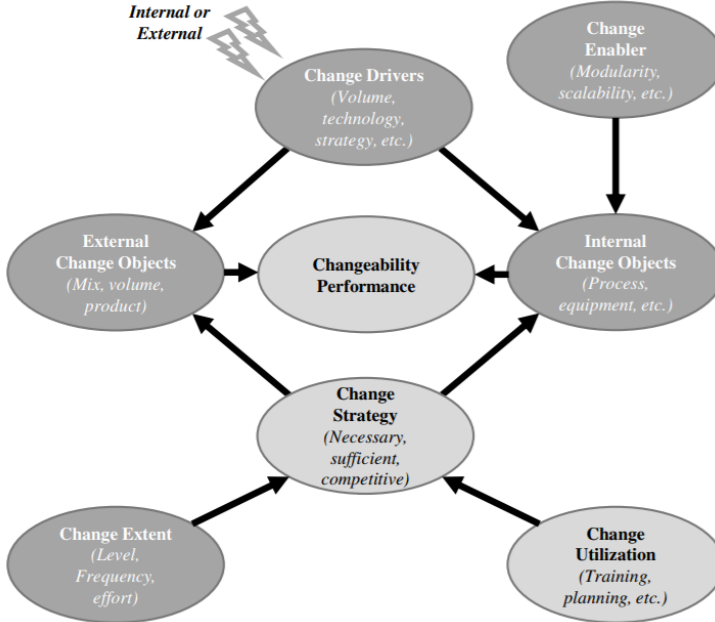 Internal or
External
Change Drivers
(Volume,
technology,
strategy, etc.)
Change
Enabler
(Modularity,
scalability, etc.)
External
Change Objects
(Mix, volume,
product)
Changeability
Performance
Internal
Change Objects
(Process,
equipment, etc.)
Change
Strategy
(Necessary,
sufficient,
competitive)
Change Extent
(Level,
Frequency,
effort)
Change
Utilization
(Training,
planning, etc.)